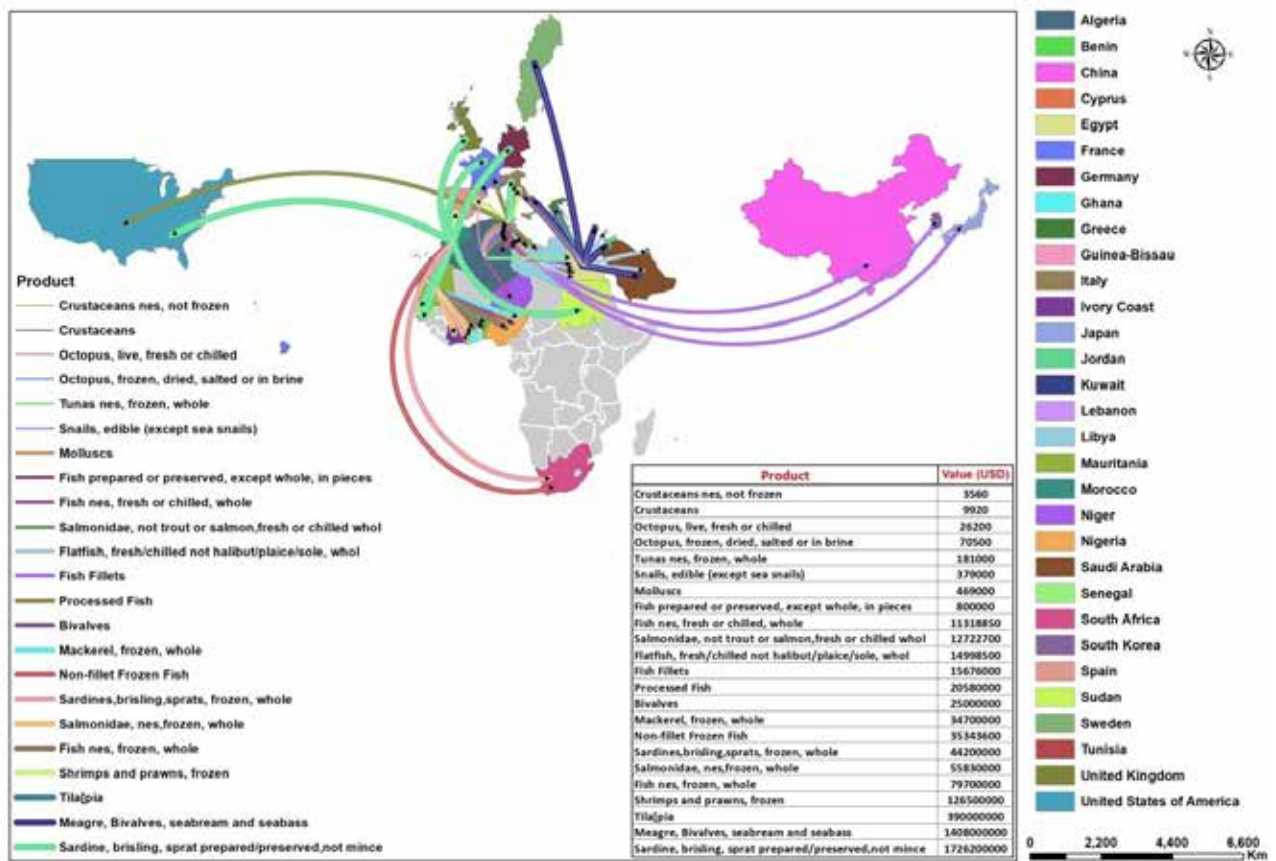 Product
Crustaceans nes, not frozen
Crustaceans
Octopus, live, fresh or chilled
Octopus, frozen, dried, salted or in brine
Tunas nes, frozen, whole
Snails, edible (except sea snails)
Molluscs
Fish prepared or preserved, except whole, in pieces
Fish nes, fresh or chilled, whole
Salmonidae, not trout or salmon,fresh or chilled whol
Flatfish, fresh/chilled not halibut/plaice/sole, whol
Fish Fillets
Processed Fish
Bivalves
Mackerel, frozen, whole
Non-fillet Frozen Fish
Sardines,brisling,sprats, frozen, whole
Salmonidae, nes,frozen, whole
Fish nes, frozen, whole
Shrimps and prawns, frozen
Tila[pia
Meagre, Bivalves, seabream and seabass
Sardine, brisling, sprat prepared/preserved,not mince
Product Value (USD)
Crustaceans nes, not frozen 3560
Crustaceans 9920
Octopus, live, fresh or chilled 26200
Octopus, frozen, dried, salted or in brine 70500
Tunas nes, frozen, whole 181000
Snails, edible (except sea snails) 379000
Molluscs 469000
Fish prepared or preserved, except whole, in pieces 800000
Fish nes, fresh or chilled, whole 11318850
Salmonidae, not trout or salmon,fresh or chilled whol 12722700
Flatfish, fresh/chilled not halibut/plaice/sole, whol 14998500
Fish Fillets 15676000
Processed Fish 20580000
Bivalves 25000000
Mackerel, frozen, whole 34700000
Non-fillet Frozen Fish 35343600
Sardines,brisling,sprats, frozen, whole 44200000
Salmonidae, nes,frozen, whole 55830000
Fish nes, frozen, whole 79700000
Shrimps and prawns, frozen 126500000
Tila[pia 390000000
Meagre, Bivalves, seabream and seabass 1408000000
Sardine, brisling, sprat prepared/preserved,not mince 1726200000
Algeria
Benin
China
Cyprus
Egypt
France
Germany
Ghana
Greece
Guinea-Bissau
Italy
Ivory Coast
Japan
Jordan
Kuwait
Lebanon
Libya
Mauritania
Morocco
Niger
Nigeria
Saudi Arabia
Senegal
South Africa
South Korea
Spain
Sudan
Sweden
Tunisia
United Kingdom
United States of America
0 2,200 4,400 6,600
Km